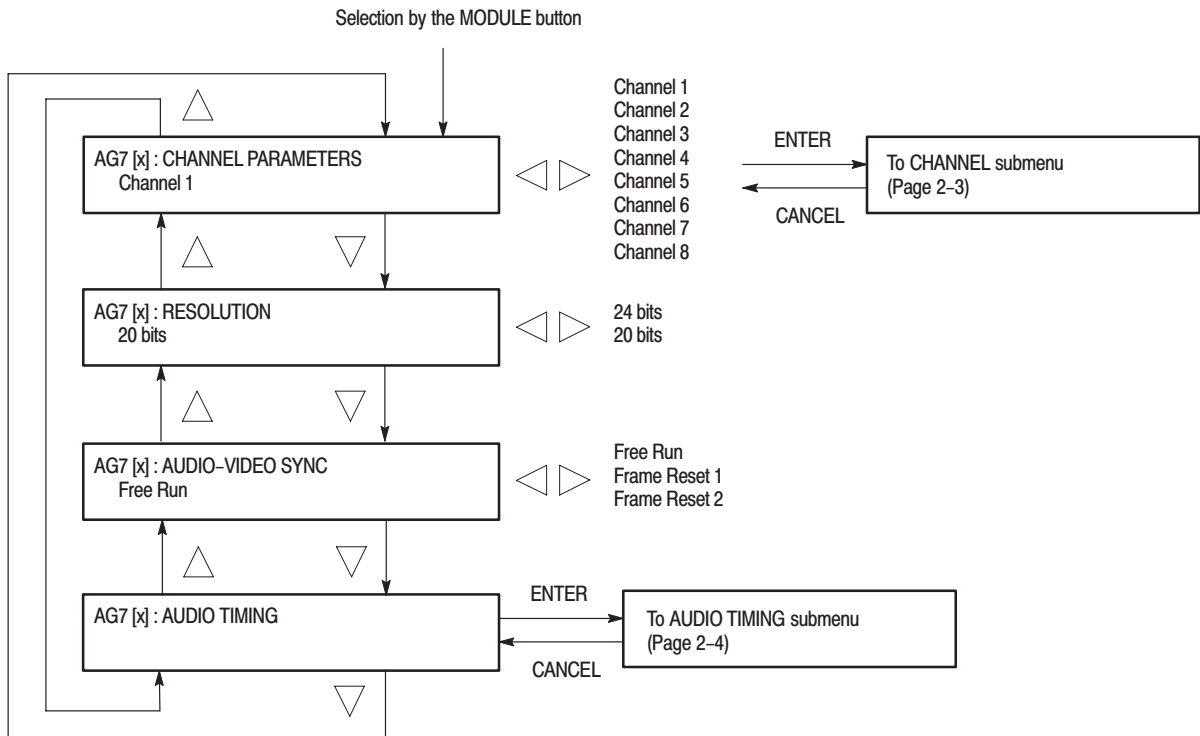 Selection by the MODULE button
AG7 [x] : CHANNEL PARAMETERS
Channel 1
Channel 1
Channel 2
Channel 3
Channel 4
Channel 5
Channel 6
Channel 7
Channel 8
ENTER
CANCEL
To CHANNEL submenu
(Page 2–3)
AG7 [x] : RESOLUTION
20 bits
24 bits
20 bits
AG7 [x] : AUDIO–VIDEO SYNC
Free Run
Free Run
Frame Reset 1
Frame Reset 2
AG7 [x] : AUDIO TIMING
ENTER
CANCEL
To AUDIO TIMING submenu
(Page 2–4)